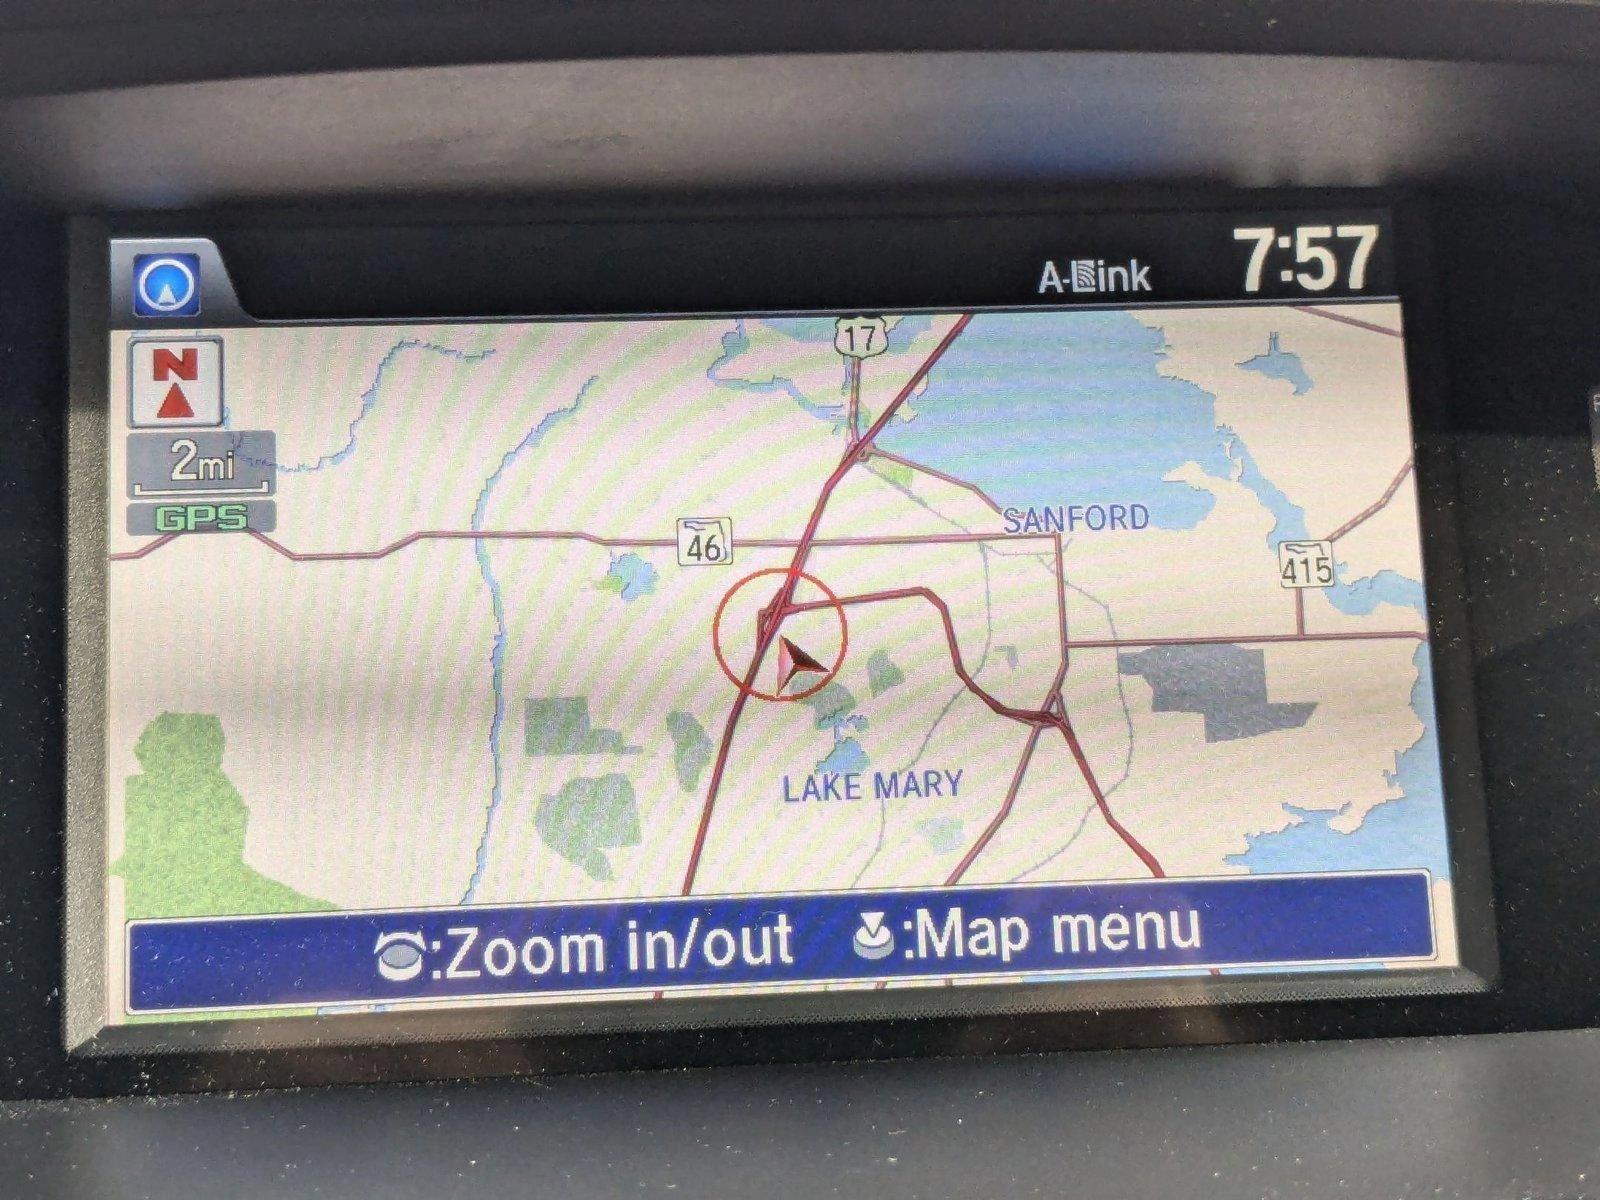 A-Link 7:57
N
17
2mi
GPS
SANFORD
46
415
LAKE MARY
:Zoom in/out :Map menu